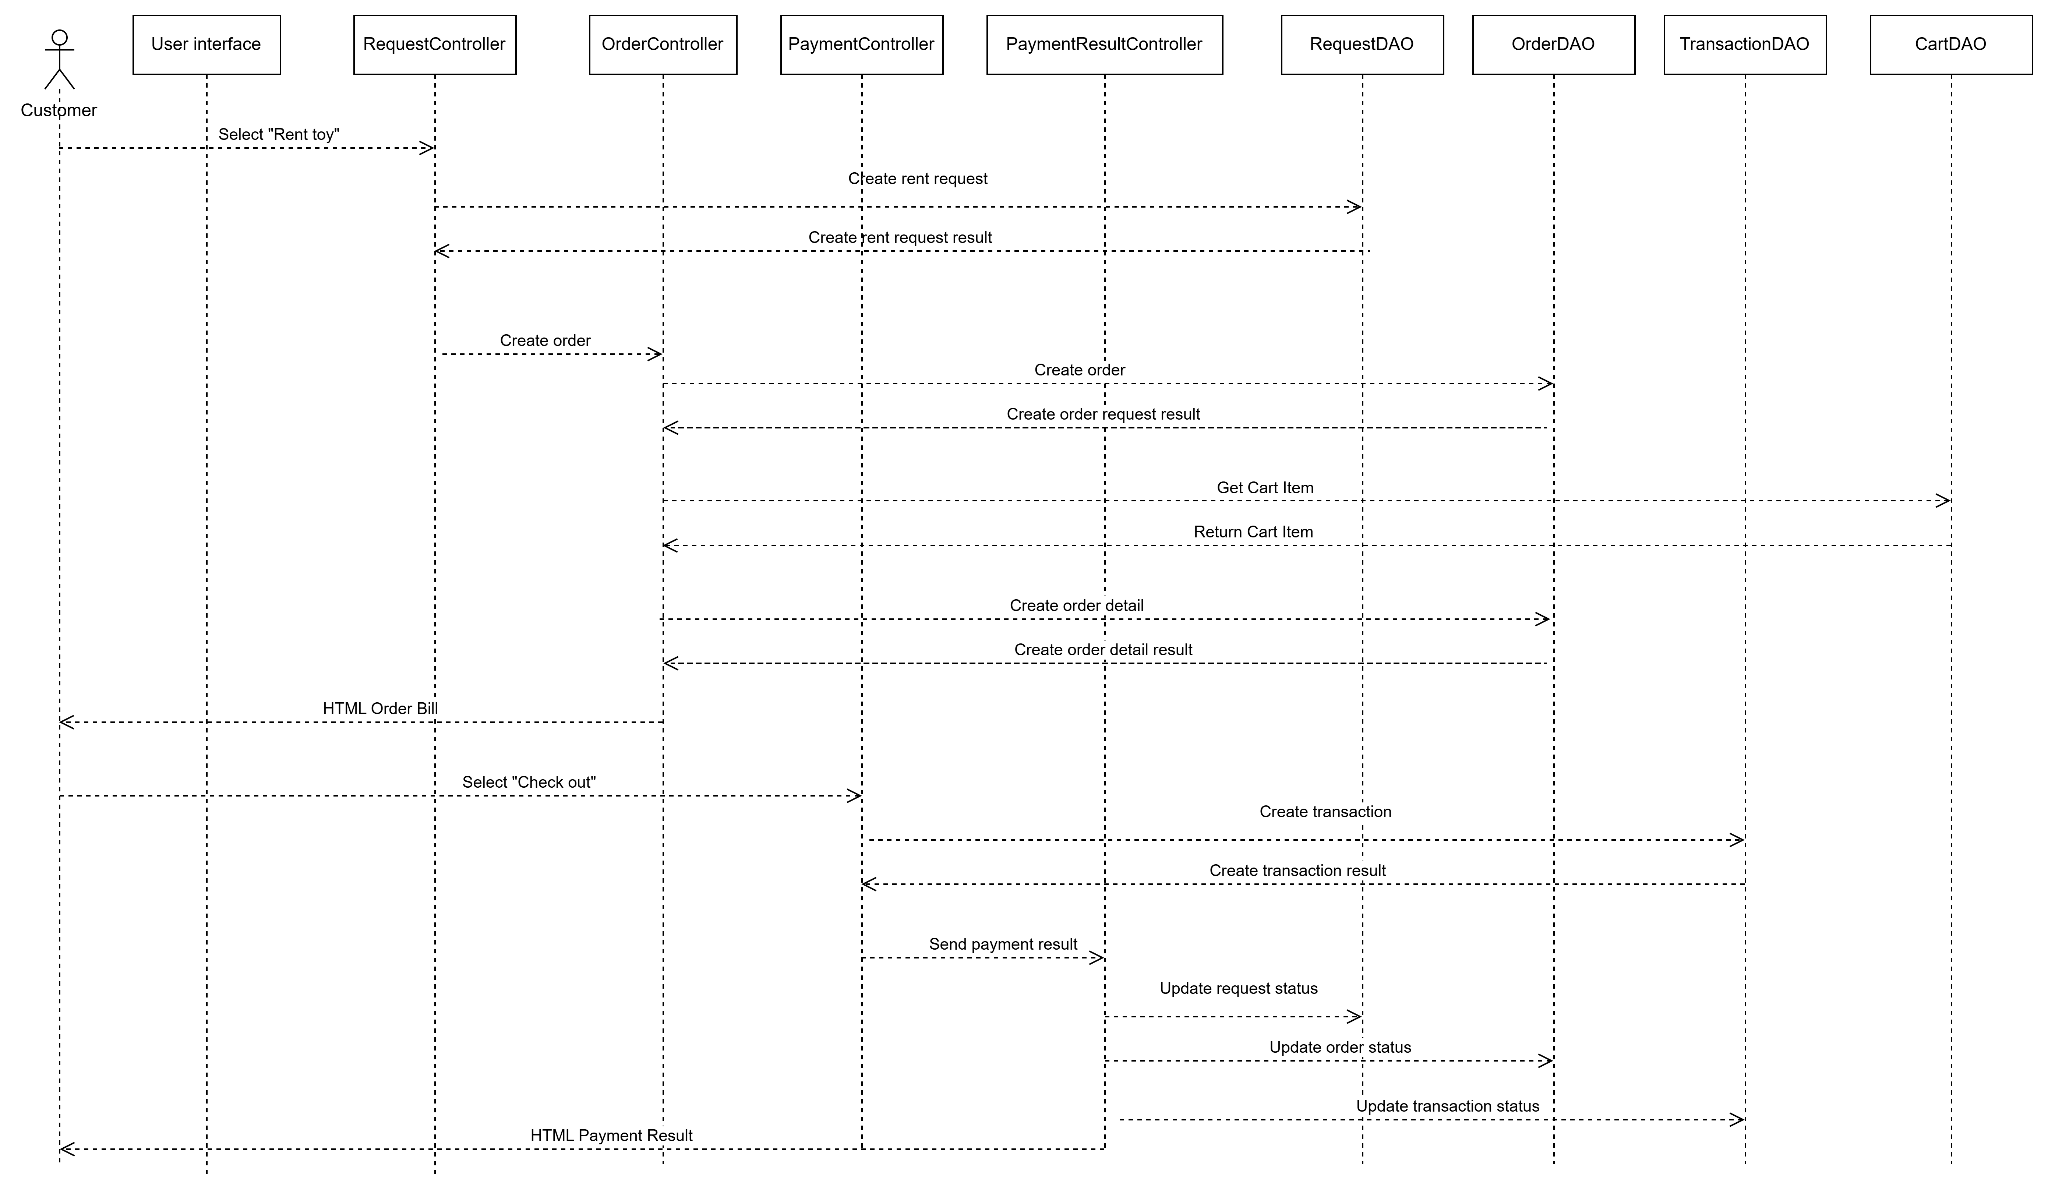 User interface
RequestController
OrderController
PaymentController
PaymentResultController
RequestDAO
OrderDAO
TransactionDAO
CartDAO
Customer
Select "Rent toy"
Create rent request
Create rent request result
Create order
Create order
Create order request result
Get Cart Item
Return Cart Item
Create order detail
Create order detail result
HTML Order Bill
Select "Check out"
Create transaction
Create transaction result
Send payment result
Update request status
Update order status
Update transaction status
HTML Payment Result